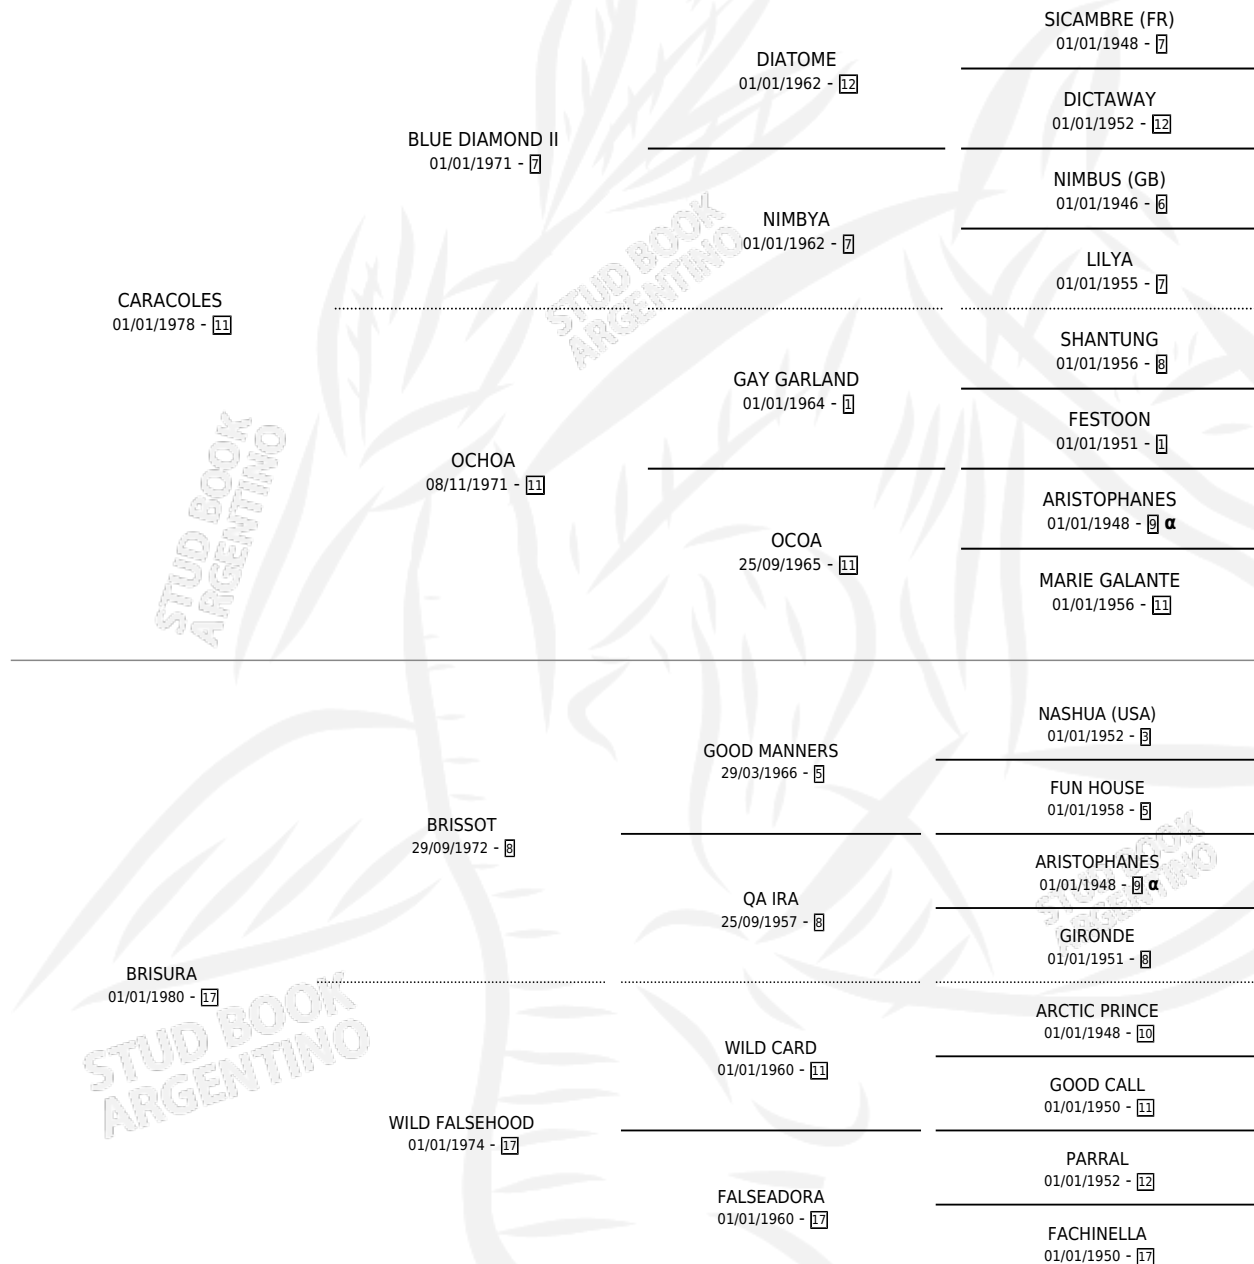 SICAMBRE (FR)
01/01/1948 - 7
DIATOME
01/01/1962 - 12
DICTAWAY
01/01/1952 - 12
BLUE DIAMOND II
01/01/1971 - 7
NIMBUS (GB)
01/01/1946 - 6
NIMBYA
01/01/1962 - 7
LILYA
01/01/1955 - 7
CARACOLES
01/01/1978 - 11
SHANTUNG
01/01/1956 - 8
GAY GARLAND
01/01/1964 - 1
FESTOON
01/01/1951 - 1
OCHOA
08/11/1971 - 11
ARISTOPHANES
01/01/1948 - 9 α
OCOA
25/09/1965 - 11
MARIE GALANTE
01/01/1956 - 11
STUD BOOK
ARGENTINO
STUD BOOK
ARGENTINO
NASHUA (USA)
01/01/1952 - 3
GOOD MANNERS
29/03/1966 - 5
FUN HOUSE
01/01/1958 - 5
BRISSOT
29/09/1972 - 8
ARISTOPHANES
01/01/1948 - 9 α
QA IRA
25/09/1957 - 8
GIRONDE
01/01/1951 - 8
BRISURA
01/01/1980 - 17
ARCTIC PRINCE
01/01/1948 - 10
WILD CARD
01/01/1960 - 11
GOOD CALL
01/01/1950 - 11
WILD FALSEHOOD
01/01/1974 - 17
PARRAL
01/01/1952 - 12
FALSEADORA
01/01/1960 - 17
FACHINELLA
01/01/1950 - 17
STUD BOOK
ARGENTINO
STUD BOOK
ARGENTINO